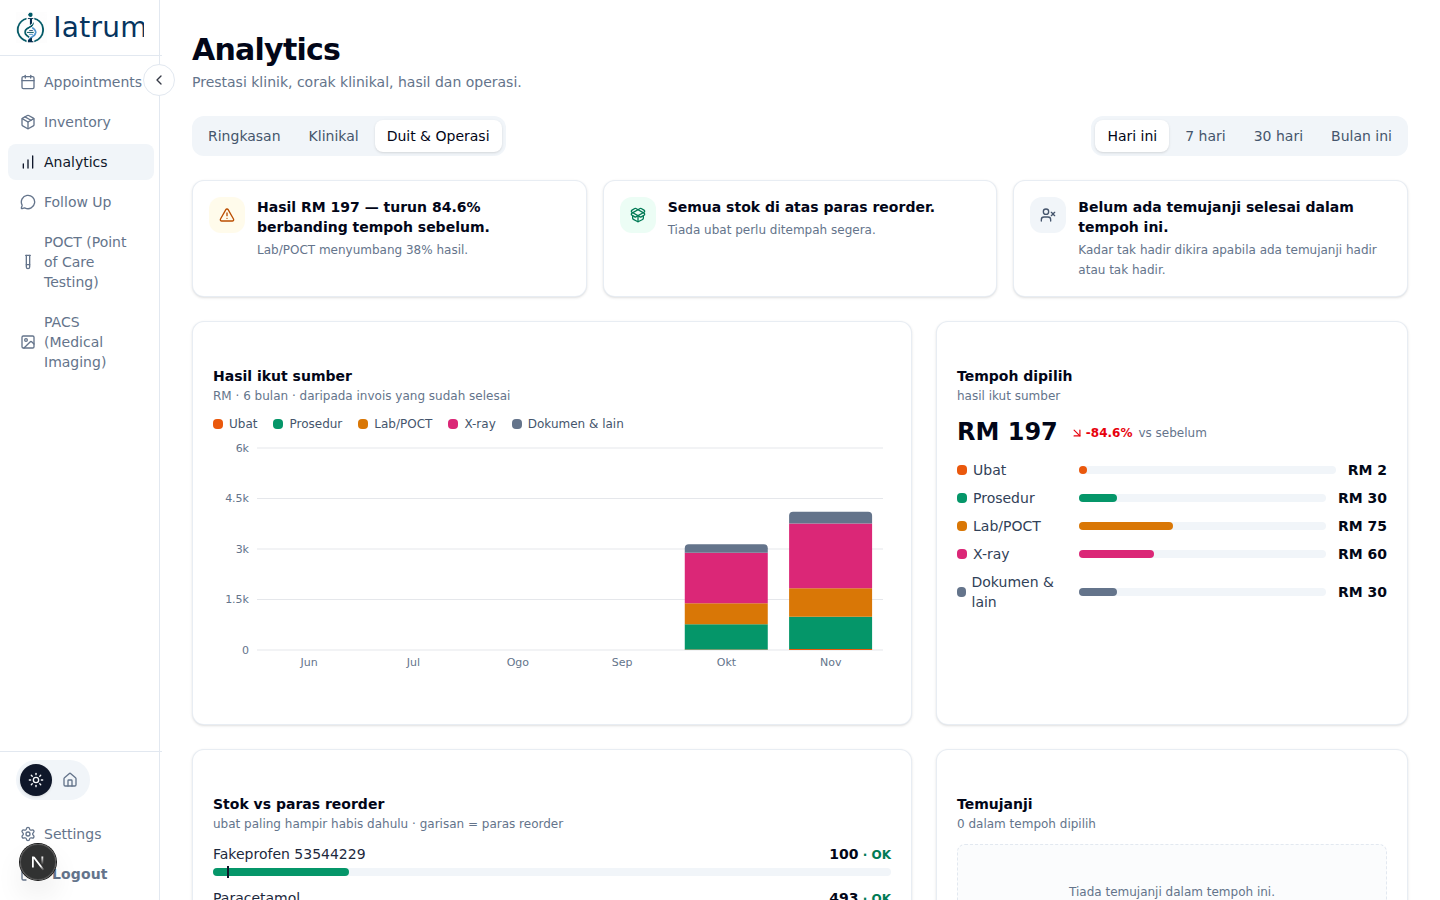 Iatrum
Appointments
Inventory
Analytics
Follow Up
POCT (Point
of Care
Testing)
PACS
(Medical
Imaging)
Settings
N
Logout
Analytics
Prestasi klinik, corak klinikal, hasil dan operasi.
Ringkasan
Klinikal
Duit & Operasi
Hari ini
7 hari
30 hari
Bulan ini
Hasil RM 197 — turun 84.6%
berbanding tempoh sebelum.
Lab/POCT menyumbang 38% hasil.
Semua stok di atas paras reorder.
Tiada ubat perlu ditempah segera.
Belum ada temujanji selesai dalam
tempoh ini.
Kadar tak hadir dikira apabila ada temujanji hadir
atau tak hadir.
Hasil ikut sumber
RM · 6 bulan · daripada invois yang sudah selesai
Ubat
Prosedur
Lab/POCT
X-ray
Dokumen & lain
6k
4.5k
3k
1.5k
0
Jun
Jul
Ogo
Sep
Okt
Nov
Tempoh dipilih
hasil ikut sumber
RM 197
-84.6% vs sebelum
Ubat RM 2
Prosedur RM 30
Lab/POCT RM 75
X-ray RM 60
Dokumen &
lain RM 30
Stok vs paras reorder
ubat paling hampir habis dahulu · garisan = paras reorder
Fakeprofen 53544229 100 · OK
Paracetamol 493 · OK
Temujanji
0 dalam tempoh dipilih
Tiada temujanji dalam tempoh ini.